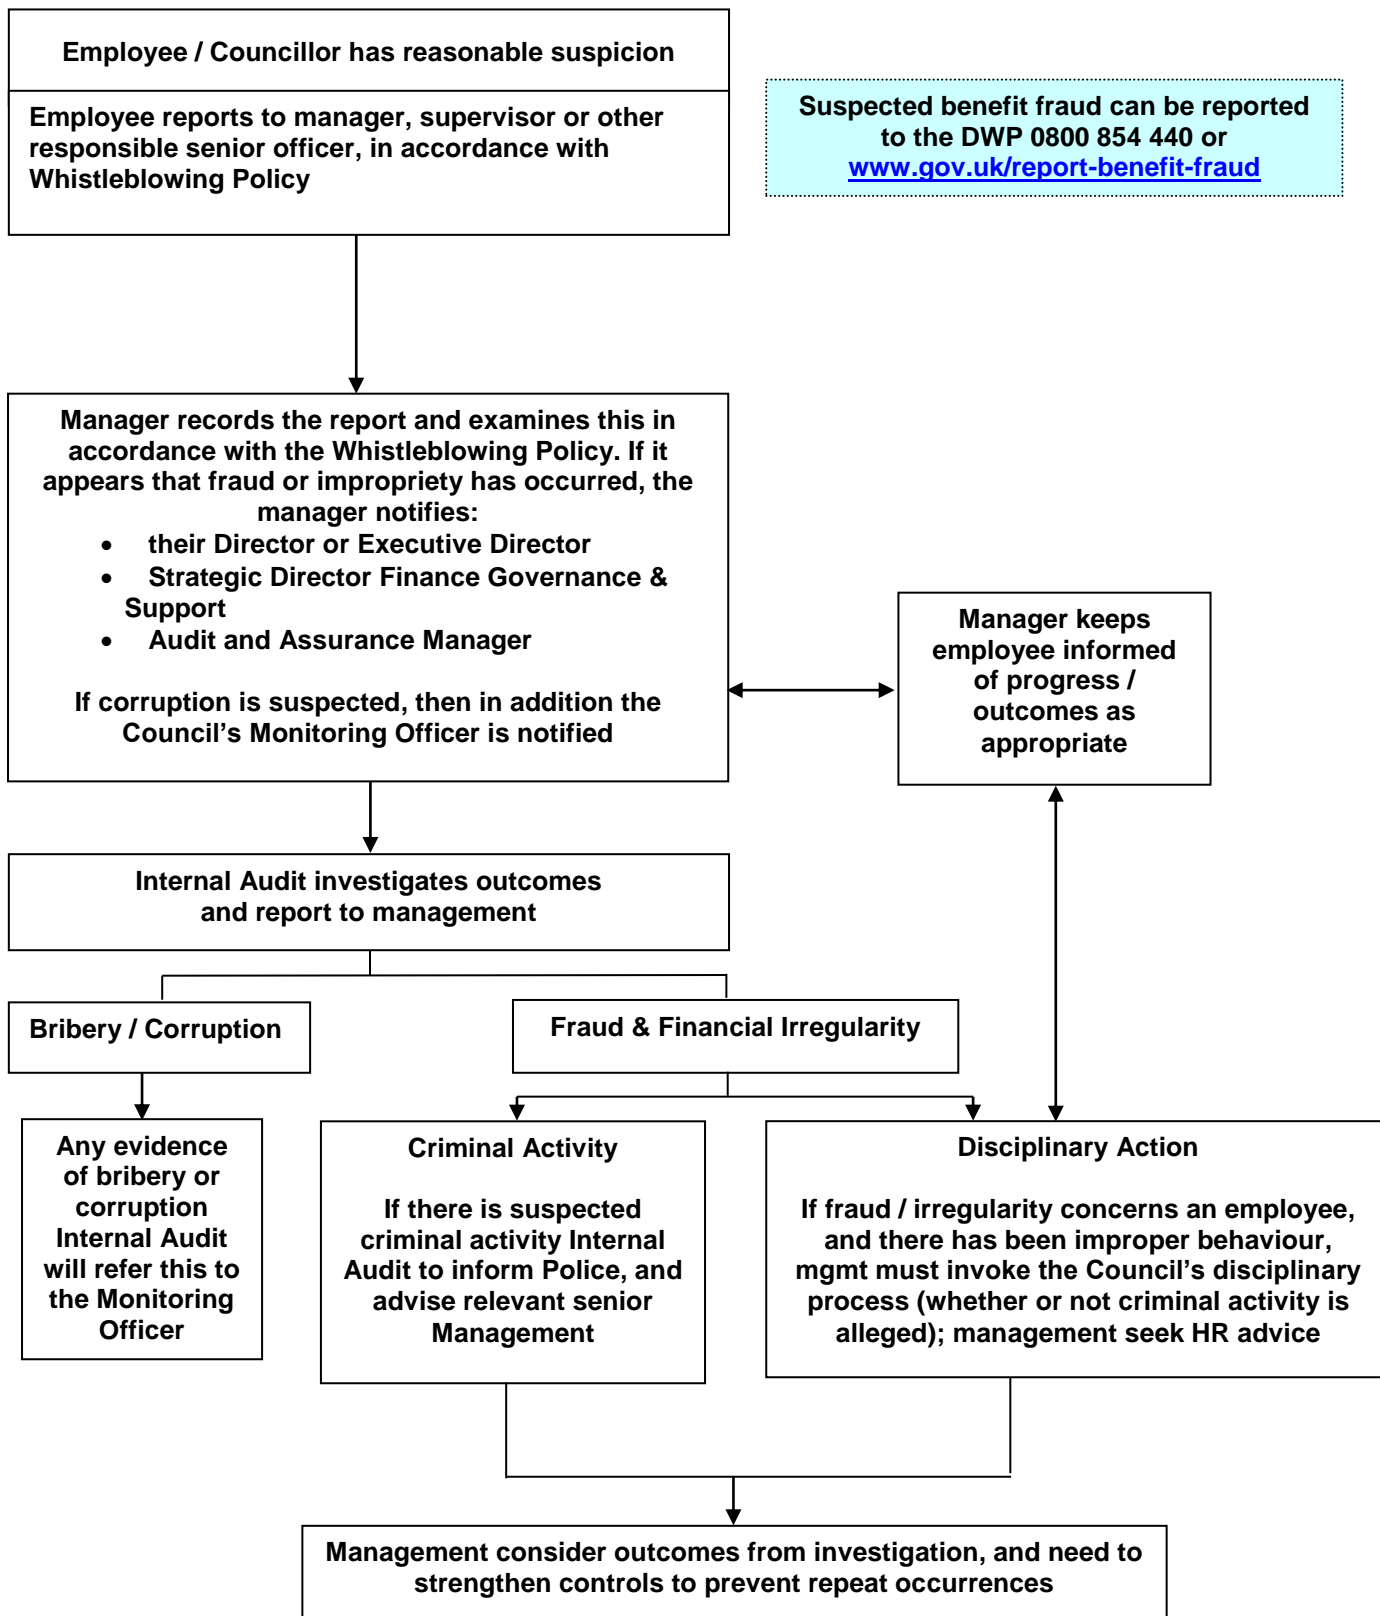 Employee / Councillor has reasonable suspicion
Employee reports to manager, supervisor or other
responsible senior officer, in accordance with
Whistleblowing Policy
Suspected benefit fraud can be reported
to the DWP 0800 854 440 or
www.gov.uk/report-benefit-fraud
Manager records the report and examines this in
accordance with the Whistleblowing Policy. If it
appears that fraud or impropriety has occurred, the
manager notifies:
• their Director or Executive Director
• Strategic Director Finance Governance &
Support
• Audit and Assurance Manager
If corruption is suspected, then in addition the
Council’s Monitoring Officer is notified
Manager keeps
employee informed
of progress /
outcomes as
appropriate
Internal Audit investigates outcomes
and report to management
Bribery / Corruption
Fraud & Financial Irregularity
Any evidence
of bribery or
corruption
Internal Audit
will refer this to
the Monitoring
Officer
Criminal Activity
If there is suspected
criminal activity Internal
Audit to inform Police, and
advise relevant senior
Management
Disciplinary Action
If fraud / irregularity concerns an employee,
and there has been improper behaviour,
mgmt must invoke the Council’s disciplinary
process (whether or not criminal activity is
alleged); management seek HR advice
Management consider outcomes from investigation, and need to
strengthen controls to prevent repeat occurrences